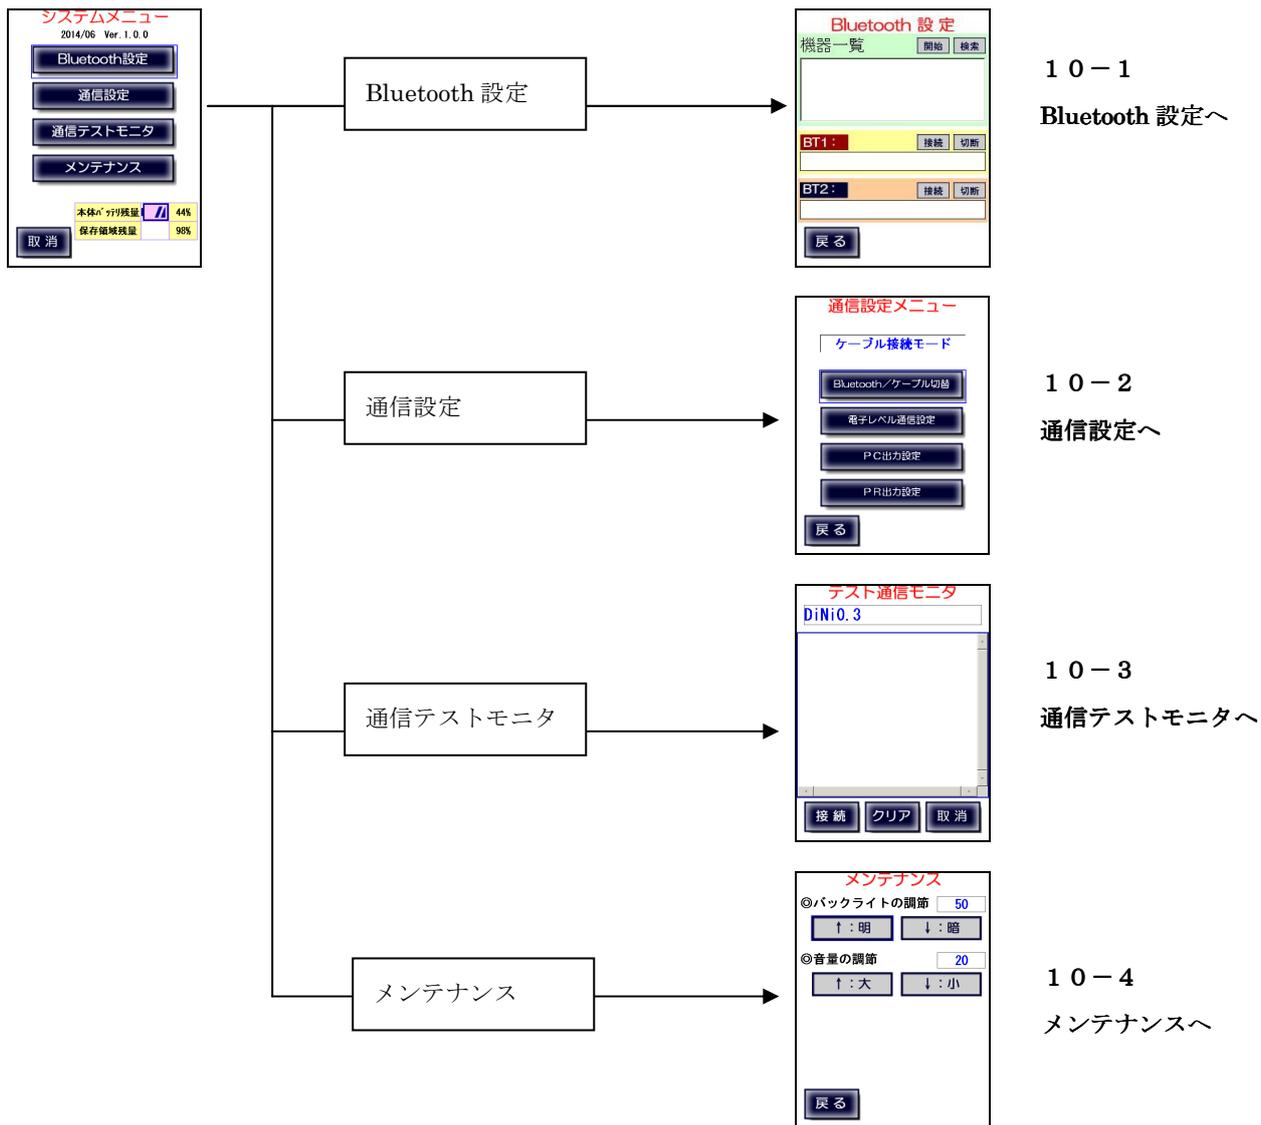 システムメニュー
2014/06 Ver.1.0.0
Bluetooth設定
通信設定
通信テストモニタ
メンテナンス
本体バッテリ残量 44%
保存領域残量 98%
取 消
Bluetooth 設定
Bluetooth 設 定
機器一覧 開始 検索
BT1: 接続 切断
BT2: 接続 切断
戻 る
10-1
Bluetooth 設定へ
通信設定
通信設定メニュー
ケーブル接続モード
Bluetooth/ケーブル切替
電子レベル通信設定
PC出力設定
PR出力設定
戻 る
10-2
通信設定へ
通信テストモニタ
テスト通信モニタ
DiNi0.3
接 続 クリア 取 消
10-3
通信テストモニタへ
メンテナンス
メンテナンス
◎バックライトの調節 50
↑:明 ↓:暗
◎音量の調節 20
↑:大 ↓:小
戻 る
10-4
メンテナンスへ